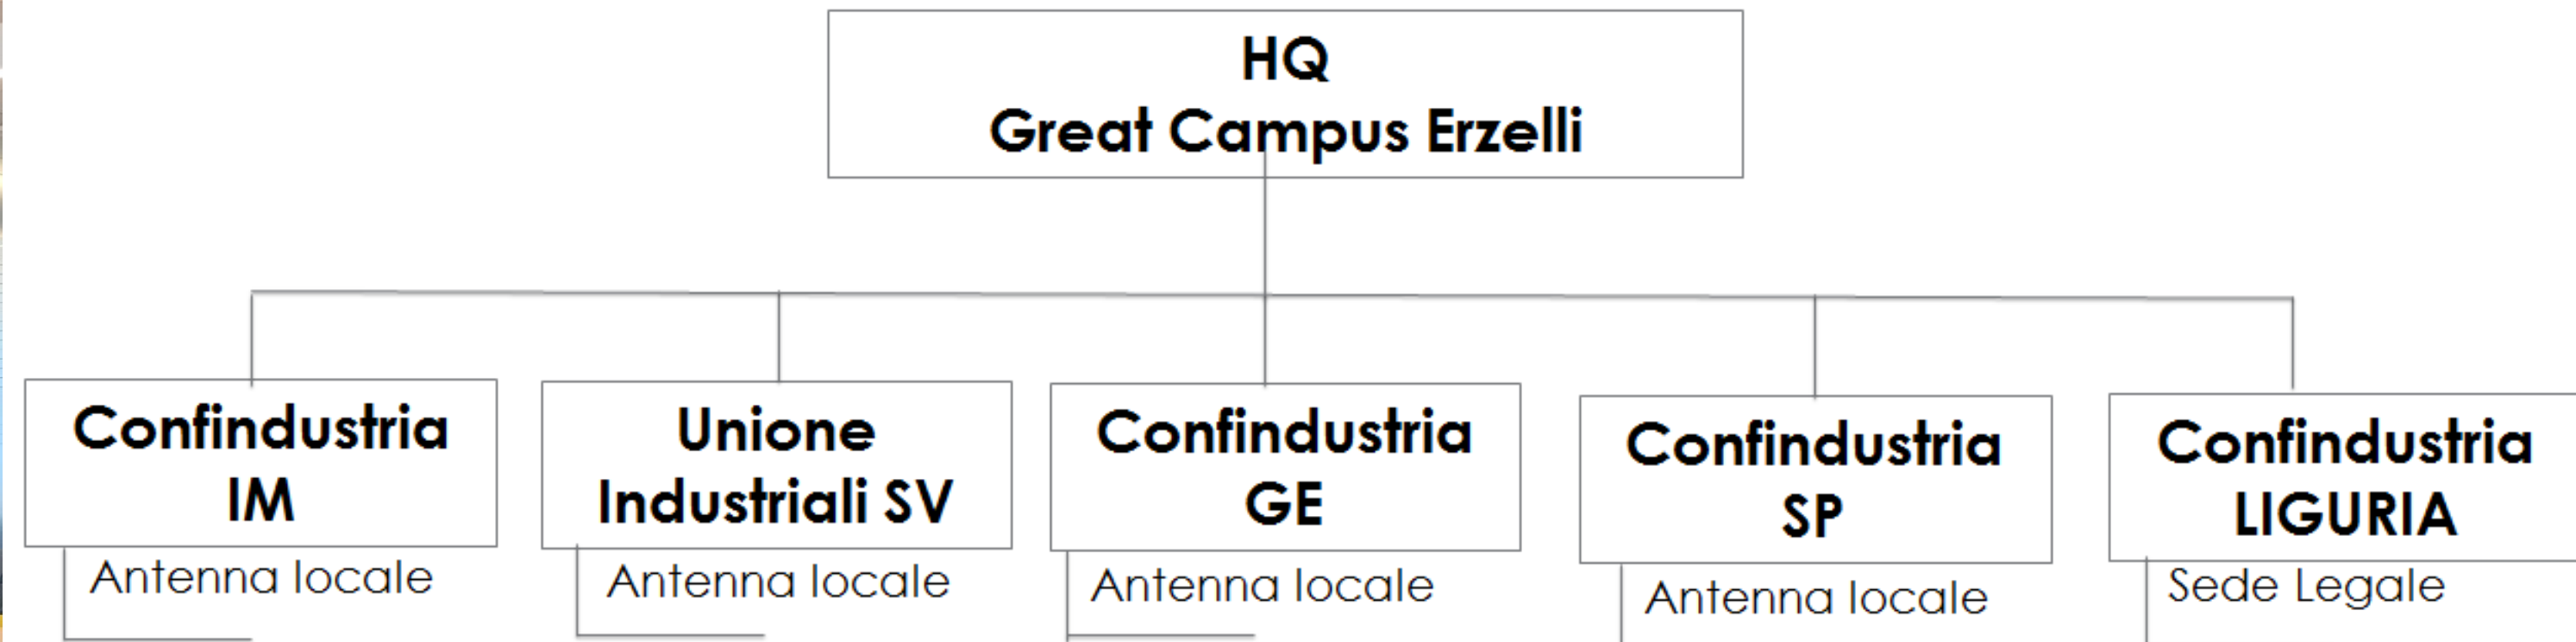 HQ
Great Campus Erzelli
Confindustria
IM
Antenna locale
Unione
Industriali SV
Antenna locale
Confindustria
GE
Antenna locale
Confindustria
SP
Antenna locale
Confindustria
LIGURIA
Sede Legale